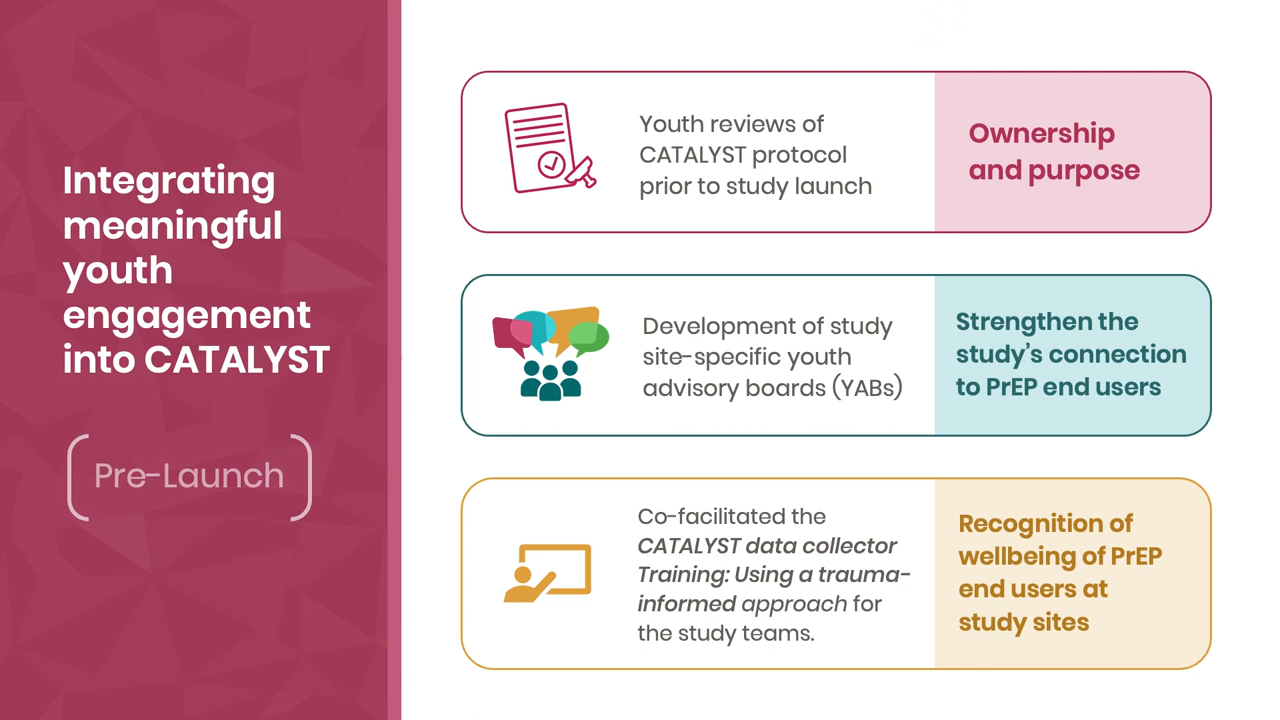 Integrating
meaningful
youth
engagement
into CATALYST
Pre-Launch
Youth reviews of
CATALYST protocol
prior to study launch
Ownership
and purpose
Development of study
site-specific youth
advisory boards (YABs)
Strengthen the
study's connection
to PrEP end users
Co-facilitated the
CATALYST data collector
Training: Using a trauma-
informed approach for
the study teams.
Recognition of
wellbeing of PrEP
end users at
study sites